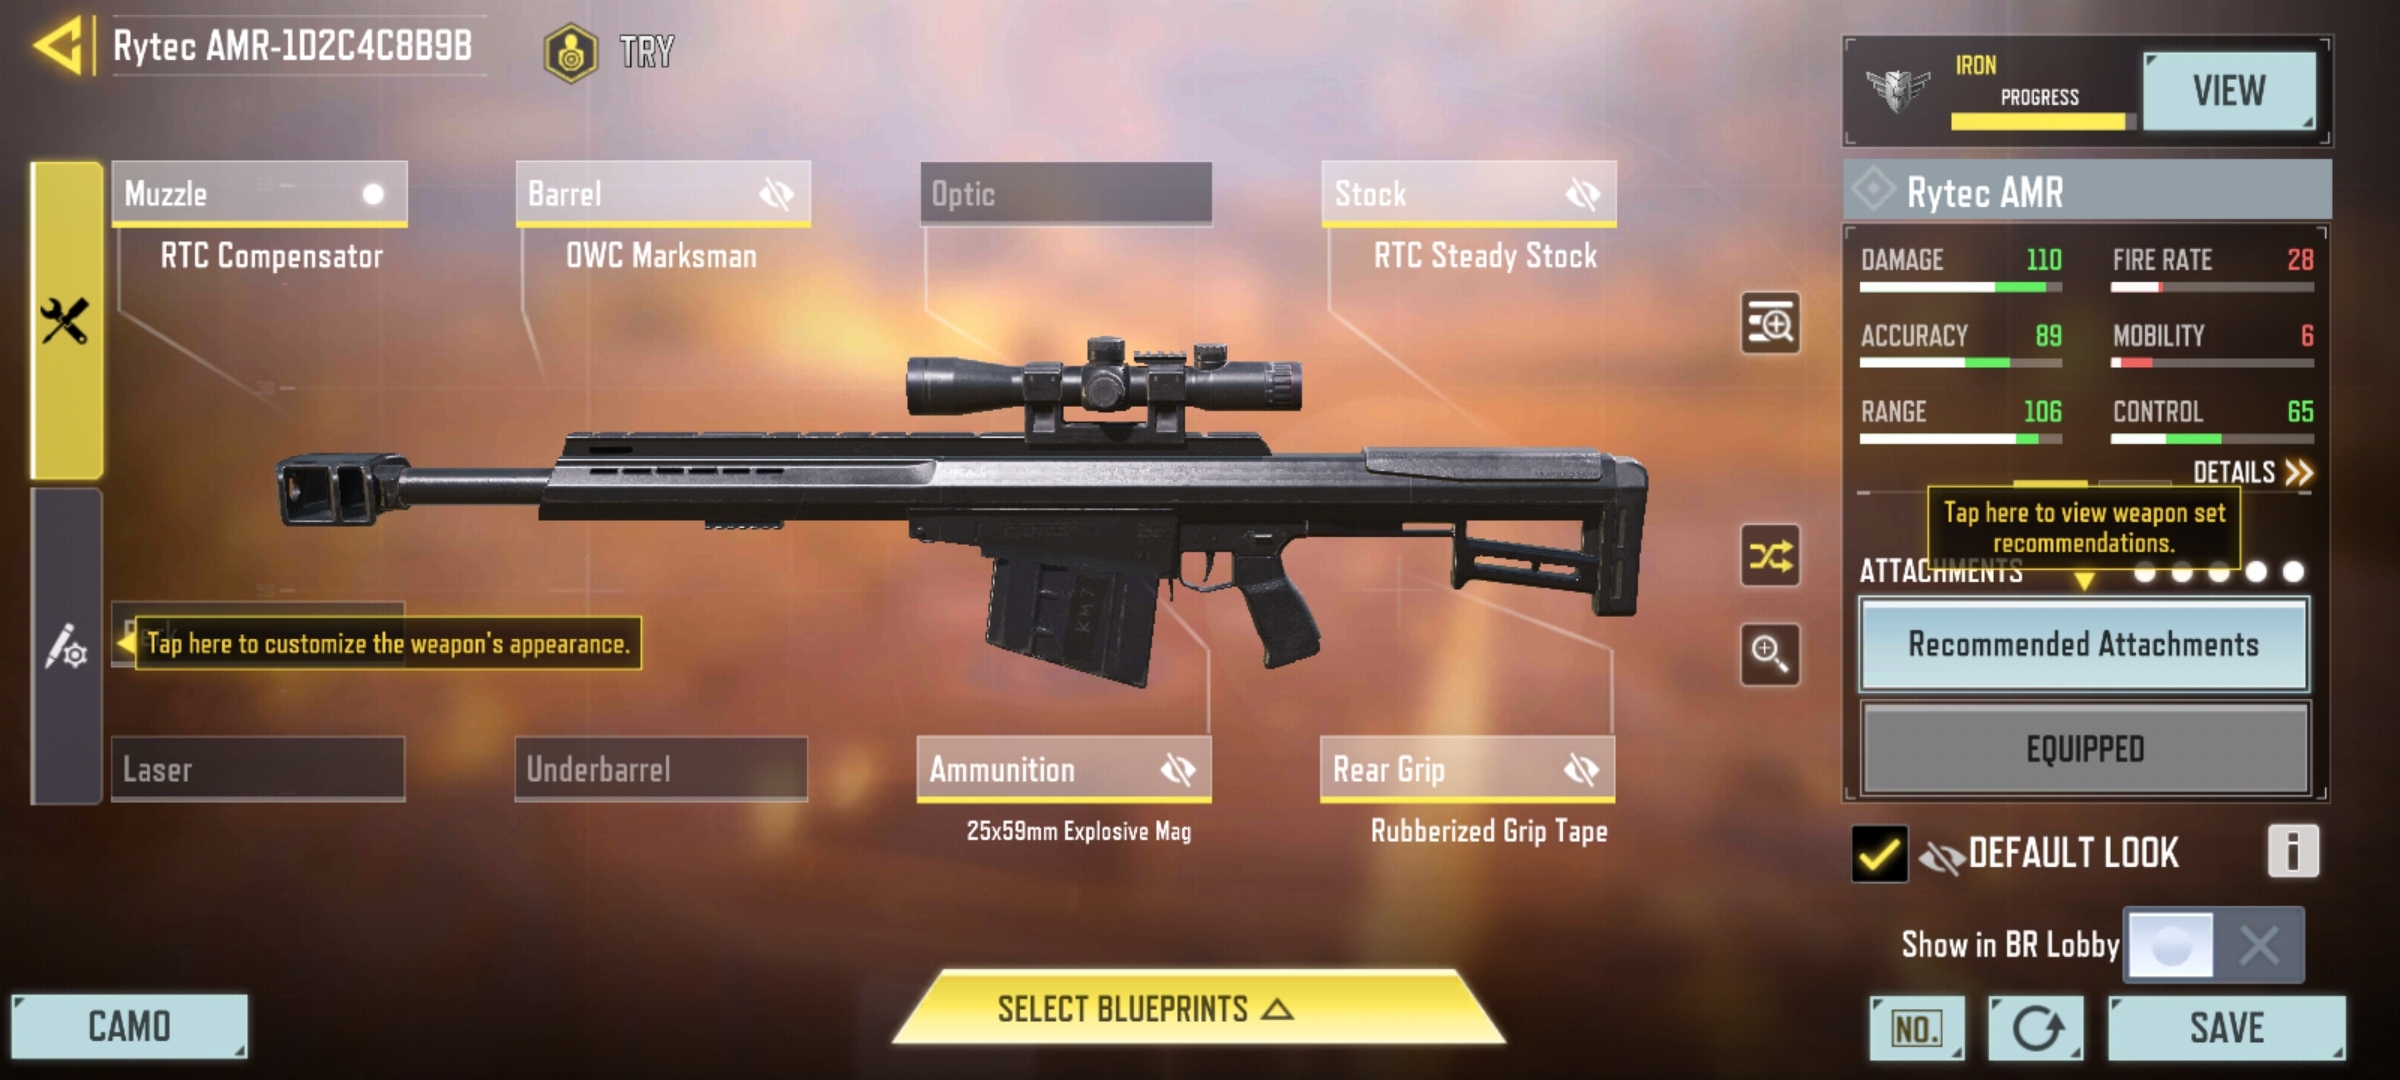 Rytec AMR-1D2C4C8B9B
TRY
IRON
PROGRESS
VIEW
Muzzle
RTC Compensator
Barrel
OWC Marksman
Optic
Stock
RTC Steady Stock
Rytec AMR
DAMAGE 110
FIRE RATE 28
ACCURACY 89
MOBILITY 6
RANGE 106
CONTROL 65
DETAILS
Tap here to view weapon set
recommendations.
ATTACHMENTS
Recommended Attachments
EQUIPPED
KM7
Tap here to customize the weapon's appearance.
Laser
Underbarrel
Ammunition
25x59mm Explosive Mag
Rear Grip
Rubberized Grip Tape
DEFAULT LOOK
i
Show in BR Lobby
CAMO
SELECT BLUEPRINTS
NO.
SAVE